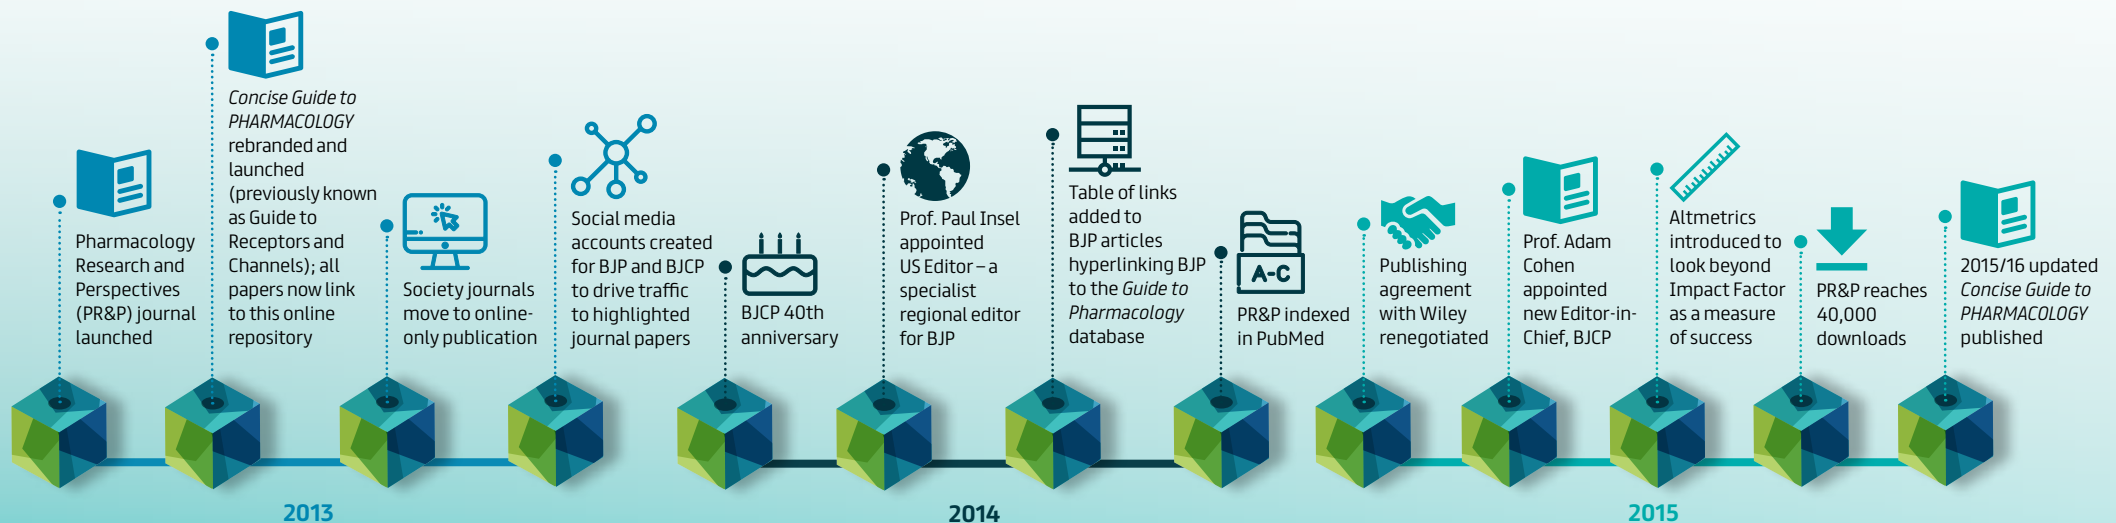 Pharmacology
Research and
Perspectives
(PR&P) journal
launched
Concise Guide to
PHARMACOLOGY
rebranded and
launched
(previously known
as Guide to
Receptors and
Channels); all
papers now link
to this online
repository
Society journals
move to online-
only publication
Social media
accounts created
for BJP and BJCP
to drive traffic
to highlighted
journal papers
BJCP 40th
anniversary
Prof. Paul Insel
appointed
US Editor – a
specialist
regional editor
for BJP
Table of links
added to
BJP articles
hyperlinking BJP
to the Guide to
Pharmacology
database
A-C
PR&P indexed
in PubMed
Publishing
agreement
with Wiley
renegotiated
Prof. Adam
Cohen
appointed
new Editor-in-
Chief, BJCP
Altmetrics
introduced to
look beyond
Impact Factor
as a measure
of success
PR&P reaches
40,000
downloads
2015/16 updated
Concise Guide to
PHARMACOLOGY
published
2013
2014
2015